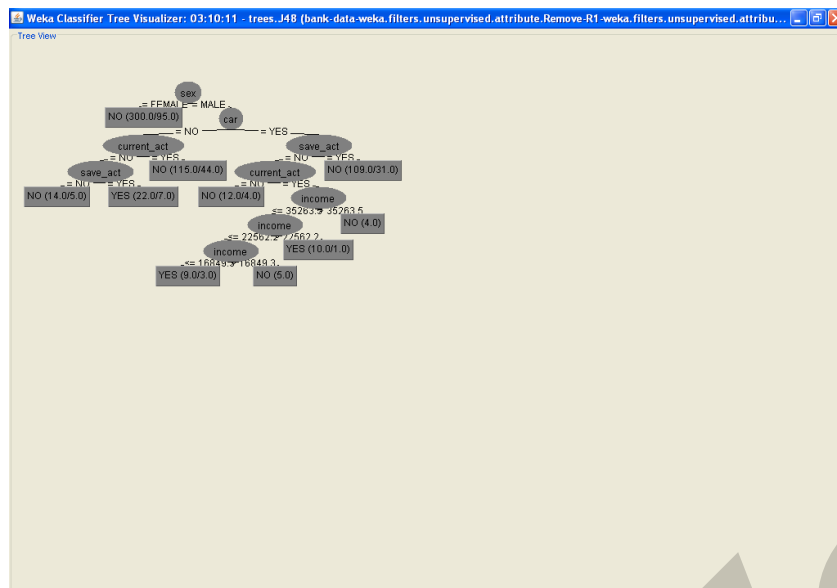 Weka Classifier Tree Visualizer: 03:10:11 - trees.J48 (bank-data-weka.filters.unsupervised.attribute.Remove-R1-weka.filters.unsupervised.attribu...
Tree View
sex
= FEMALE = MALE
NO (300.0/95.0) car
= NO = YES
current_act save_act
= NO = YES = NO = YES
save_act NO (115.0/44.0) current_act NO (109.0/31.0)
= NO = YES = NO = YES
NO (14.0/5.0) YES (22.0/7.0) NO (12.0/4.0) income
<= 35263.5 35263.5
income NO (4.0)
<= 22562.2 22562.2
income YES (10.0/1.0)
<= 16849.3 16849.3
YES (9.0/3.0) NO (5.0)